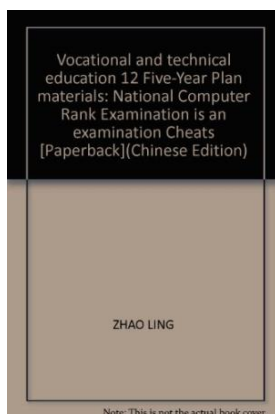 Vocational and technical
education 12 Five-Year Plan
materials: National Computer
Rank Examination is an
examination Cheats
[Paperback](Chinese Edition)
ZHAO LING
Note: This is not the actual book cover